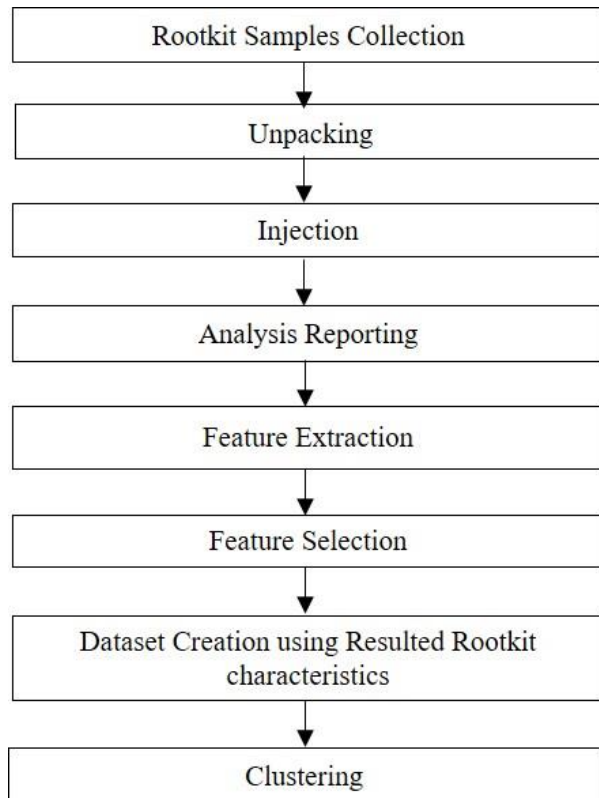 Rootkit Samples Collection
Unpacking
Injection
Analysis Reporting
Feature Extraction
Feature Selection
Dataset Creation using Resulted Rootkit
characteristics
Clustering